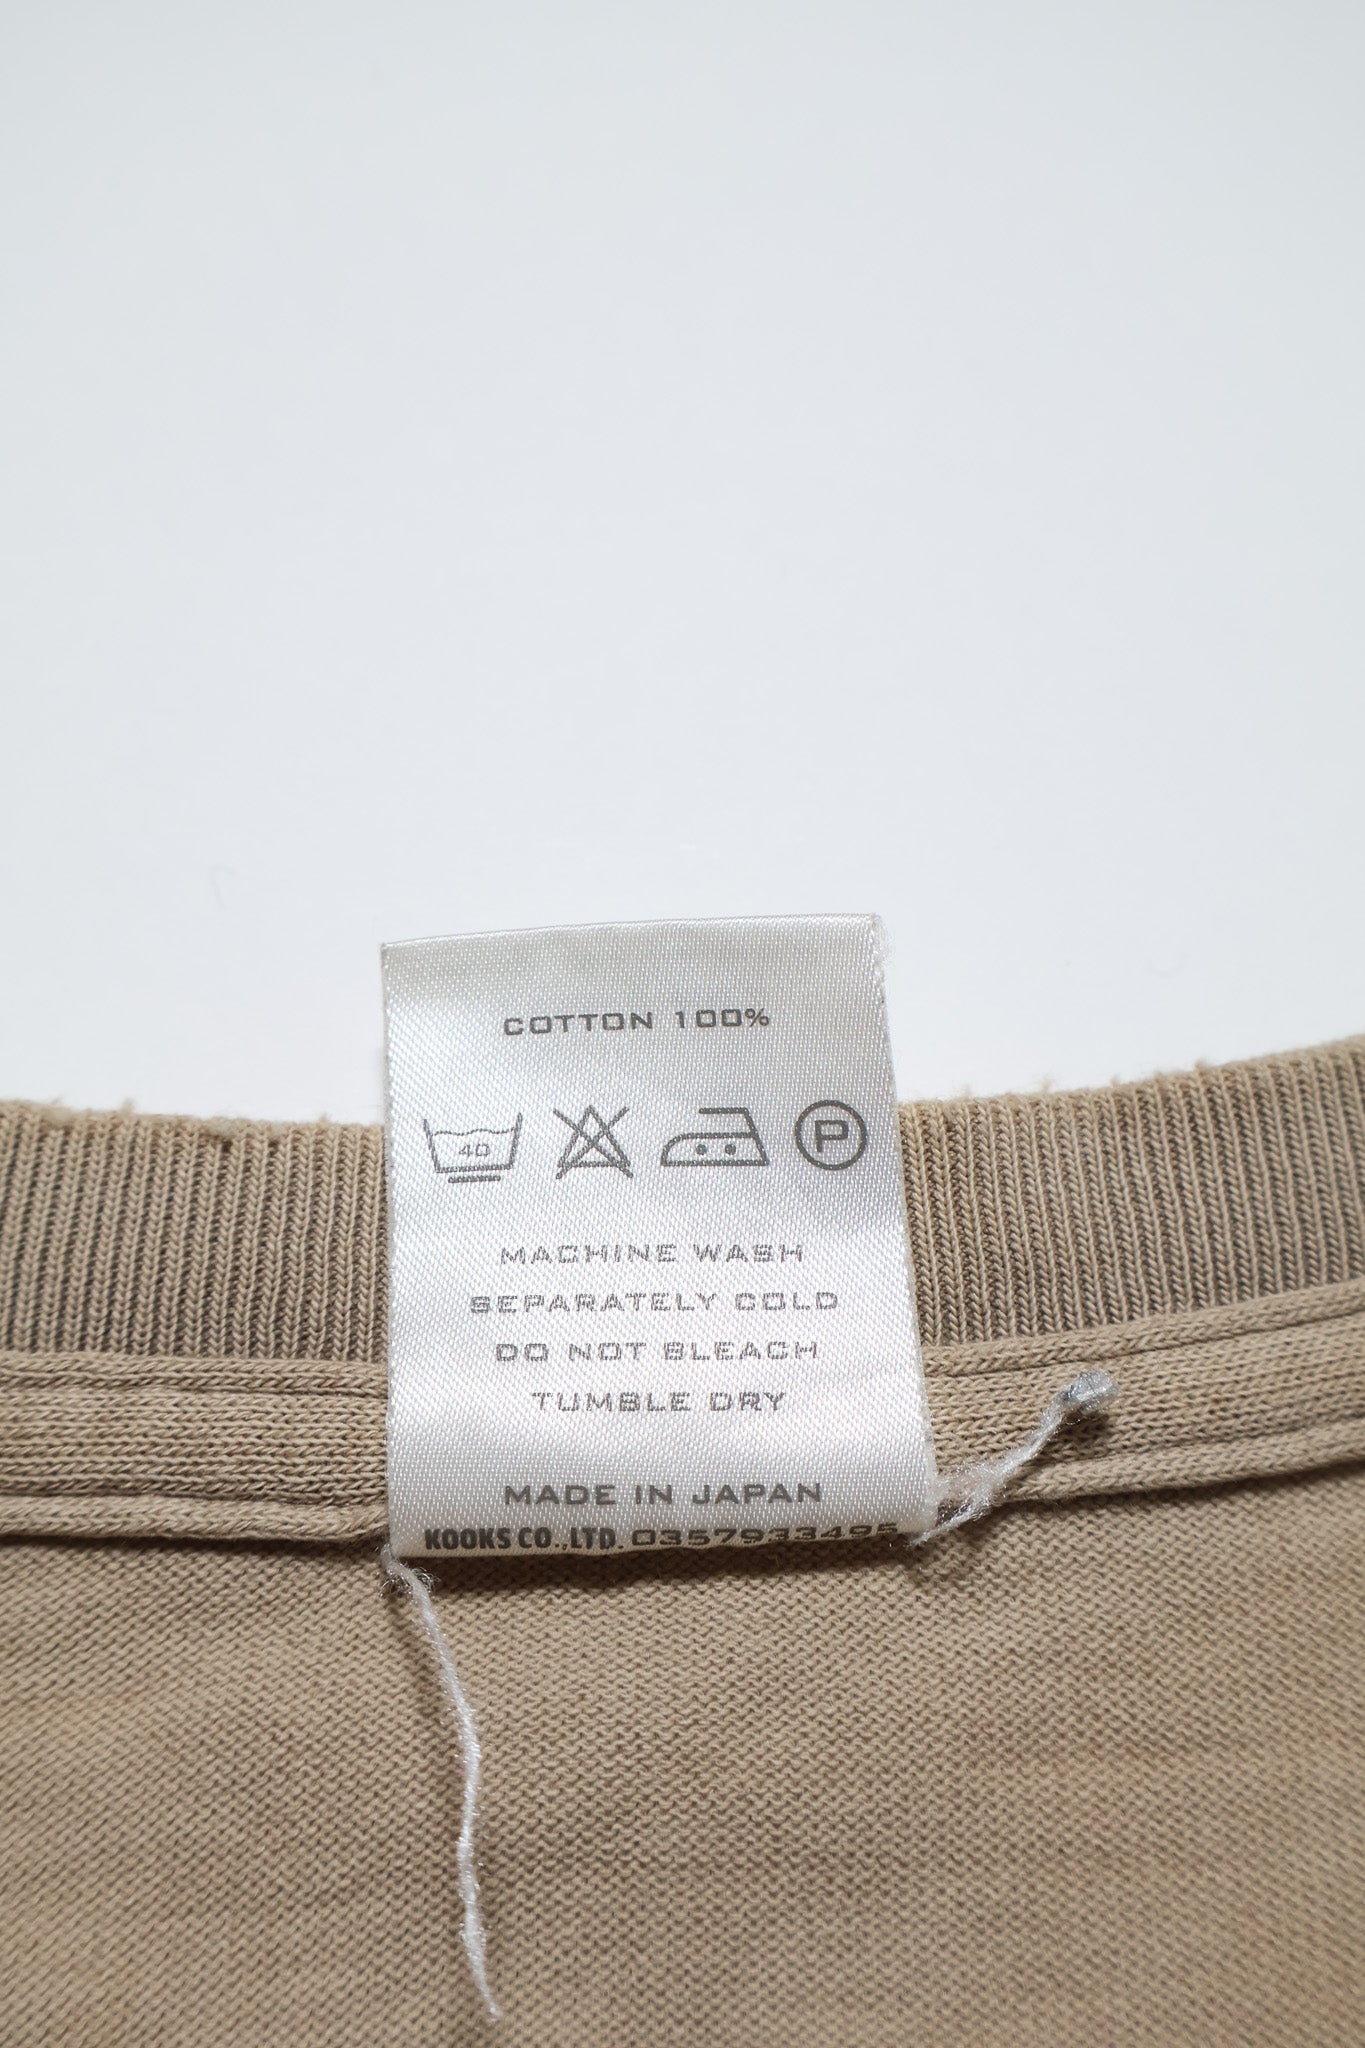 COTTON 100%
40
P
MACHINE WASH
SEPARATELY COLD
DO NOT BLEACH
TUMBLE DRY
MADE IN JAPAN
KOOKS CO.,LTD. 0357933495